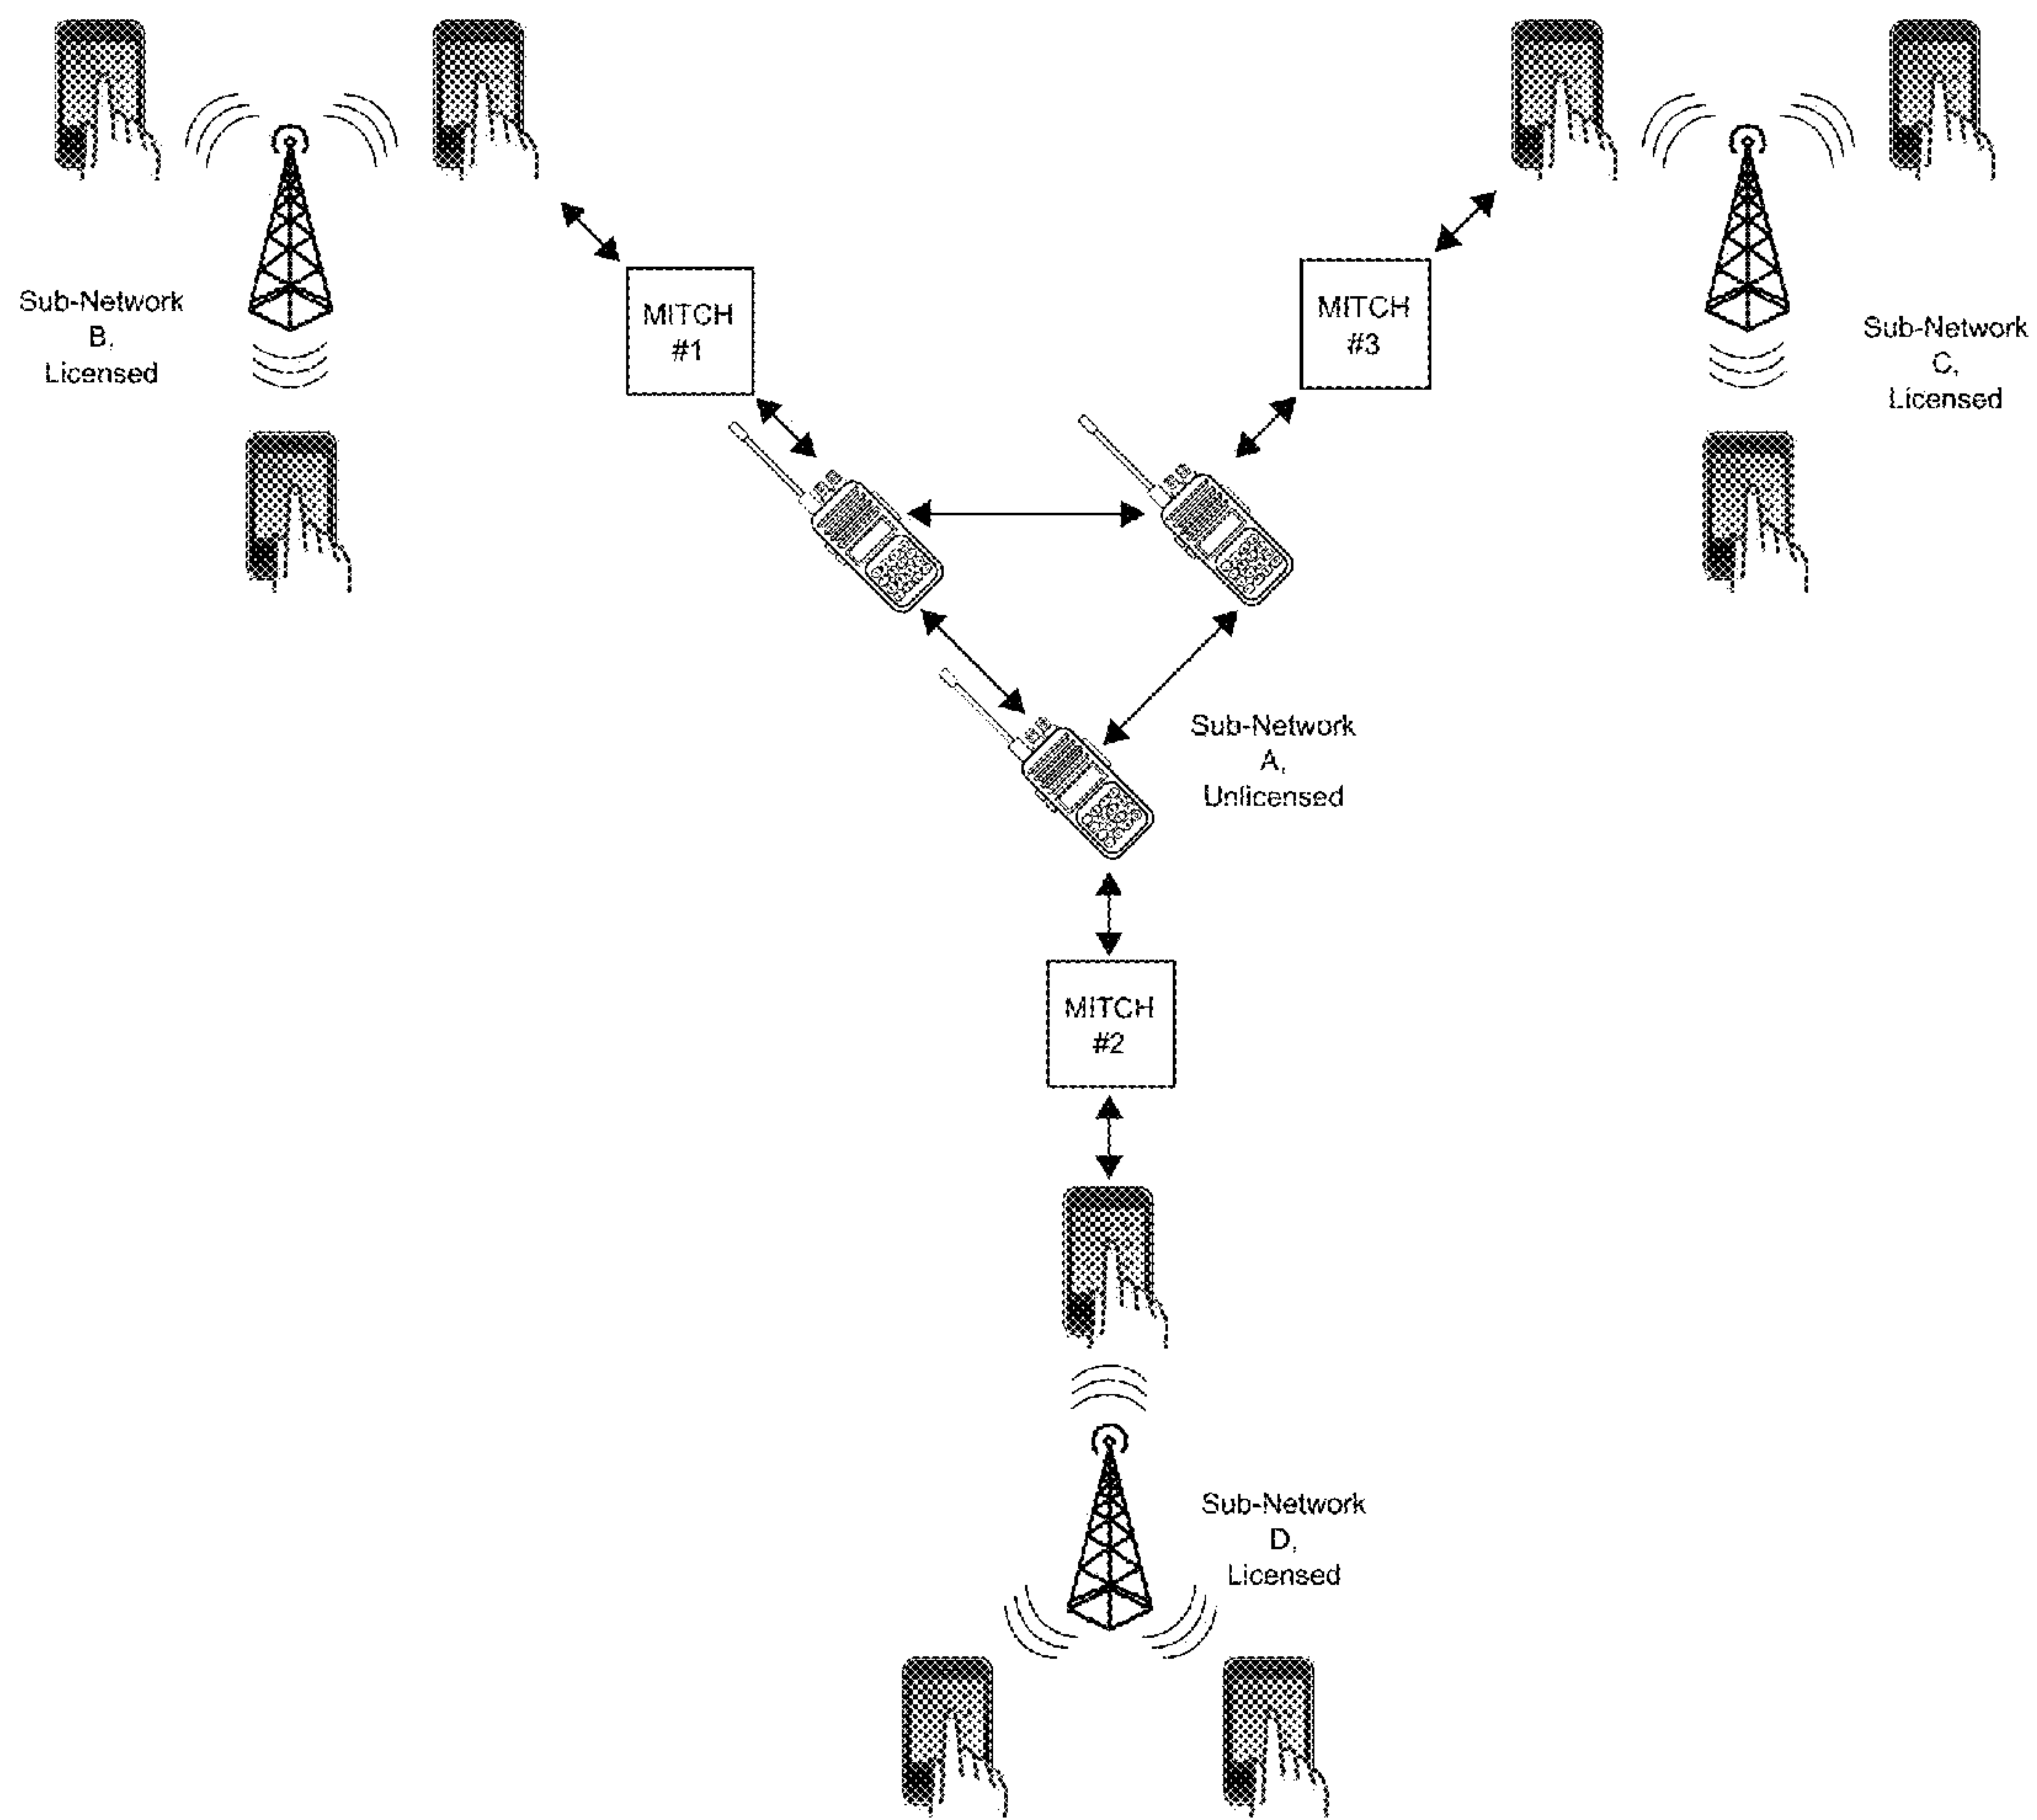 Sub-Network
B,
Licensed
MITCH
#1
MITCH
#3
Sub-Network
C,
Licensed
Sub-Network
A,
Unlicensed
MITCH
#2
Sub-Network
D,
Licensed